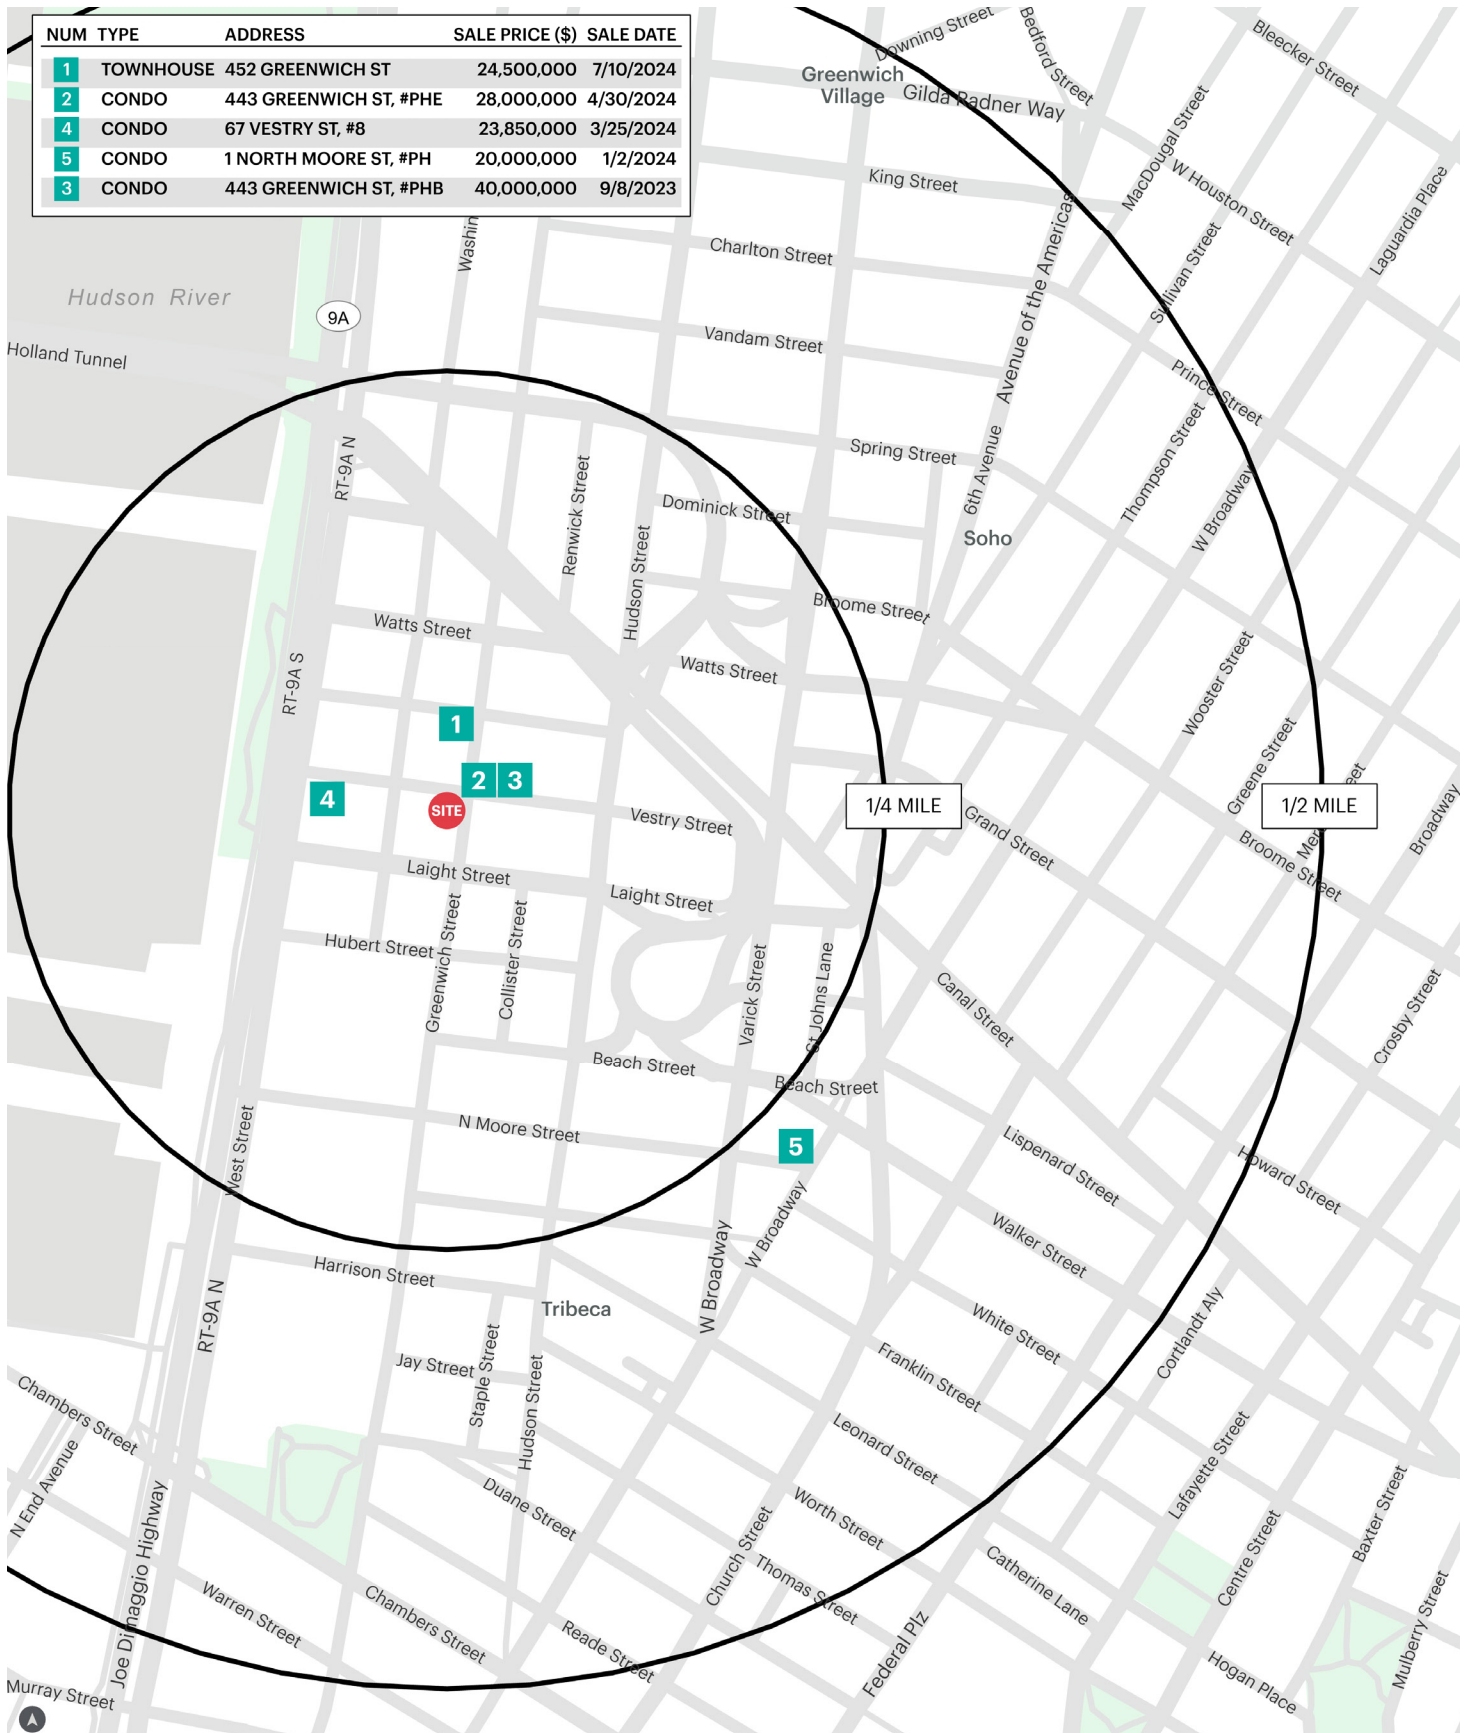 NUM TYPE ADDRESS SALE PRICE ($) SALE DATE
1 TOWNHOUSE 452 GREENWICH ST 24,500,000 7/10/2024
2 CONDO 443 GREENWICH ST, #PHE 28,000,000 4/30/2024
4 CONDO 67 VESTRY ST, #8 23,850,000 3/25/2024
5 CONDO 1 NORTH MOORE ST, #PH 20,000,000 1/2/2024
3 CONDO 443 GREENWICH ST, #PHB 40,000,000 9/8/2023
Downing Street
Bedford Street
Bleecker Street
Greenwich
Village
Gilda Radner Way
MacDougal Street
King Street
W Houston Street
Laguardia Place
Washin
Charlton Street
Sullivan Street
Avenue of the Americas
Hudson River
9A
Vandam Street
Holland Tunnel
Prince Street
RT-9A N
Spring Street
6th Avenue
Thompson Street
W Broadway
Renwick Street
Dominick Street
Hudson Street
Soho
Broome Street
Watts Street
Watts Street
RT-9A S
Wooster Street
Greene Street
1
2
3
4
SITE
Vestry Street
1/4 MILE
1/2 MILE
Mer
eet
Broadway
Grand Street
Broome Street
Laight Street
Laight Street
Hubert Street
Greenwich Street
Collister Street
Varick Street
St Johns Lane
Canal Street
Crosby Street
Beach Street
Beach Street
N Moore Street
5
West Street
Lispenard Street
Howard Street
Walker Street
W Broadway
W Broadway
Harrison Street
RT-9A N
Tribeca
White Street
Cortlandt Aly
Jay Street
Staple Street
Hudson Street
Franklin Street
Chambers Street
N End Avenue
Leonard Street
Lafayette Street
Duane Street
Worth Street
Baxter Street
Joe Dimaggio Highway
Church Street
Thomas Street
Catherine Lane
Centre Street
Warren Street
Chambers Street
Reade Street
Federal Plz
Hogan Place
Mulberry Street
Murray Street